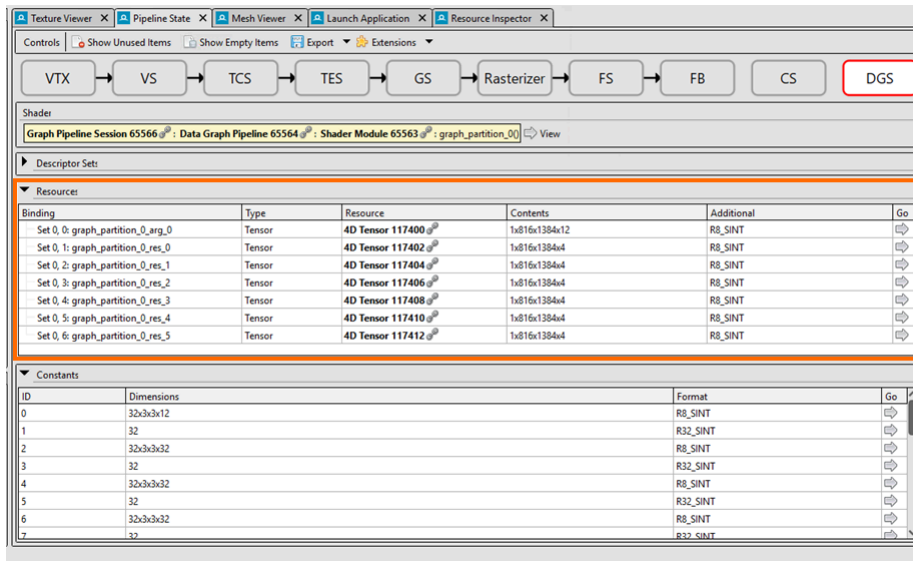 Texture Viewer X Pipeline State X Mesh Viewer X Launch Application X Resource Inspector X
Controls Show Unused Items Show Empty Items Export Extensions
VTX VS TCS TES GS Rasterizer FS FB CS DGS
Shader
Graph Pipeline Session 65566 : Data Graph Pipeline 65564 : Shader Module 65563 : graph_partition_0() View
Descriptor Sets
Resources
Binding Type Resource Contents Additional Go
Set 0, 0: graph_partition_0_arg_0 Tensor 4D Tensor 117400 1x816x1384x12 R8_SINT
Set 0, 1: graph_partition_0_res_0 Tensor 4D Tensor 117402 1x816x1384x4 R8_SINT
Set 0, 2: graph_partition_0_res_1 Tensor 4D Tensor 117404 1x816x1384x4 R8_SINT
Set 0, 3: graph_partition_0_res_2 Tensor 4D Tensor 117406 1x816x1384x4 R8_SINT
Set 0, 4: graph_partition_0_res_3 Tensor 4D Tensor 117408 1x816x1384x4 R8_SINT
Set 0, 5: graph_partition_0_res_4 Tensor 4D Tensor 117410 1x816x1384x4 R8_SINT
Set 0, 6: graph_partition_0_res_5 Tensor 4D Tensor 117412 1x816x1384x4 R8_SINT
Constants
ID Dimensions Format Go
0 32x3x3x12 R8_SINT
1 32 R32_SINT
2 32x3x3x32 R8_SINT
3 32 R32_SINT
4 32x3x3x32 R8_SINT
5 32 R32_SINT
6 32x3x3x32 R8_SINT
7 32 R32_SINT